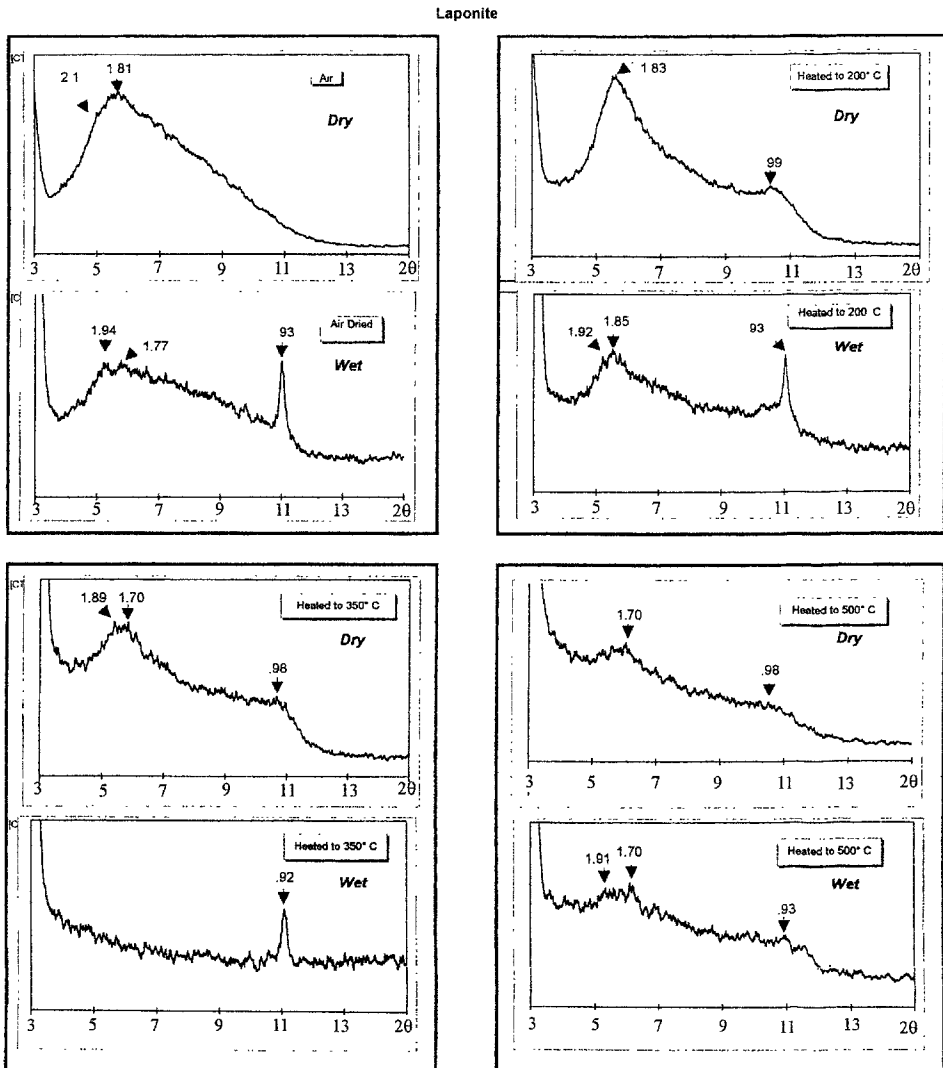 Laponite
[C]
2 1
1 81
Air
Dry
3 5 7 9 11 13 2θ
[C
1.94
1.77
93
Air Dried
Wet
3 5 7 9 11 13 2θ
1 83
Heated to 200° C
Dry
99
3 5 7 9 11 13 2θ
1.92
1.85
93
Heated to 200 C
Wet
3 5 7 9 11 13 2θ
[C]
1.89
1.70
Heated to 350° C
Dry
.98
3 5 7 9 11 13 2θ
[C
Heated to 350° C
.92
Wet
3 5 7 9 11 13 2θ
1.70
Heated to 500° C
Dry
.98
3 5 7 9 11 13 2θ
1.91
1.70
Heated to 500° C
Wet
.93
3 5 7 9 11 13 2θ